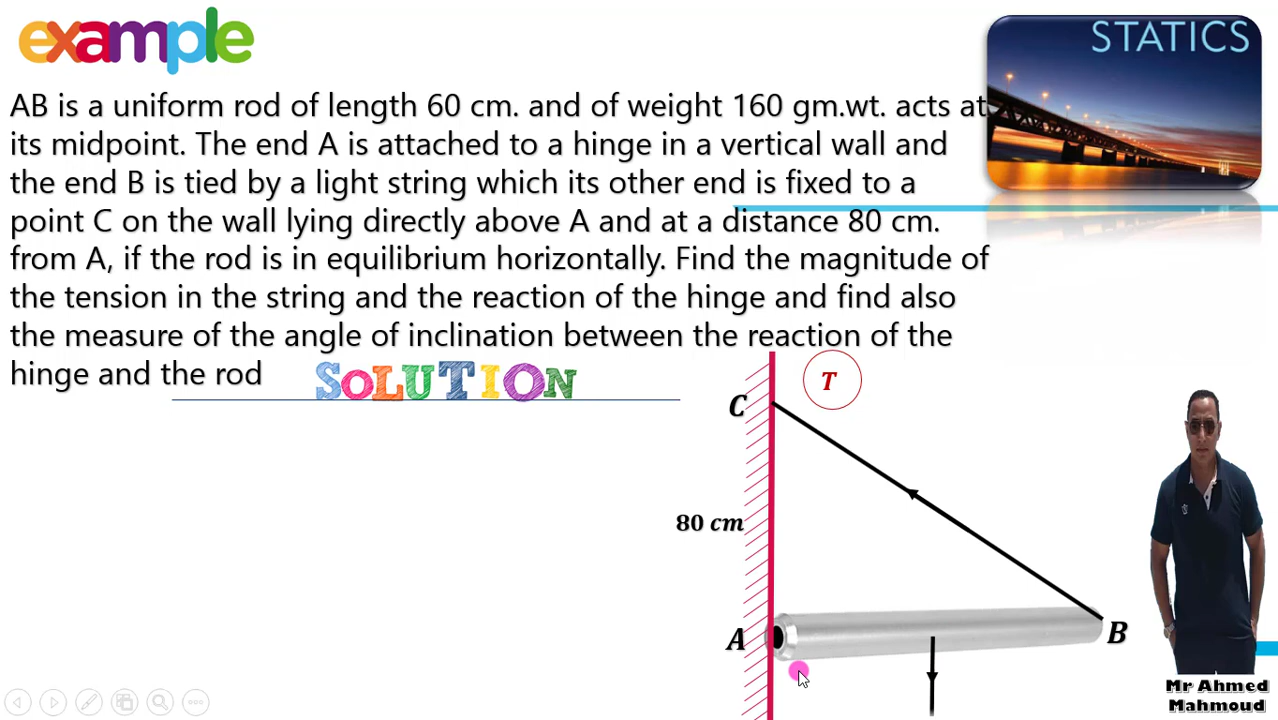 example
STATICS
AB is a uniform rod of length 60 cm. and of weight 160 gm.wt. acts at
its midpoint. The end A is attached to a hinge in a vertical wall and
the end B is tied by a light string which its other end is fixed to a
point C on the wall lying directly above A and at a distance 80 cm.
from A, if the rod is in equilibrium horizontally. Find the magnitude of
the tension in the string and the reaction of the hinge and find also
the measure of the angle of inclination between the reaction of the
hinge and the rod
SOLUTION
T
C
80 cm
A
B
Mr Ahmed
Mahmoud